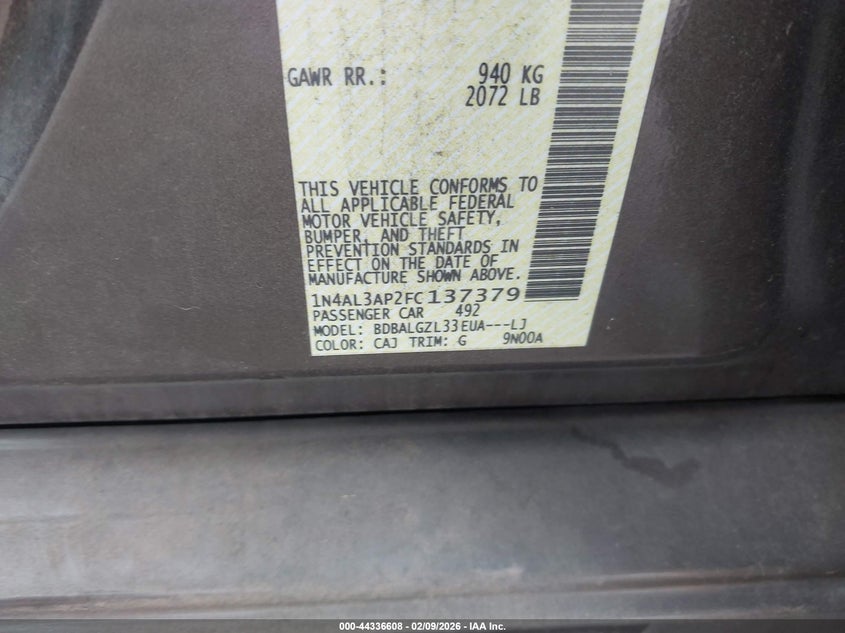 GAWR RR.: 940 KG
2072 LB
THIS VEHICLE CONFORMS TO
ALL APPLICABLE FEDERAL
MOTOR VEHICLE SAFETY,
BUMPER, AND THEFT
PREVENTION STANDARDS IN
EFFECT ON THE DATE OF
MANUFACTURE SHOWN ABOVE.
1N4AL3AP2FC137379
PASSENGER CAR 492
MODEL: BDBALGZL33EUA---LJ
COLOR: CAJ TRIM: G 9N00A
000-44336608 - 02/09/2026 - IAA Inc.